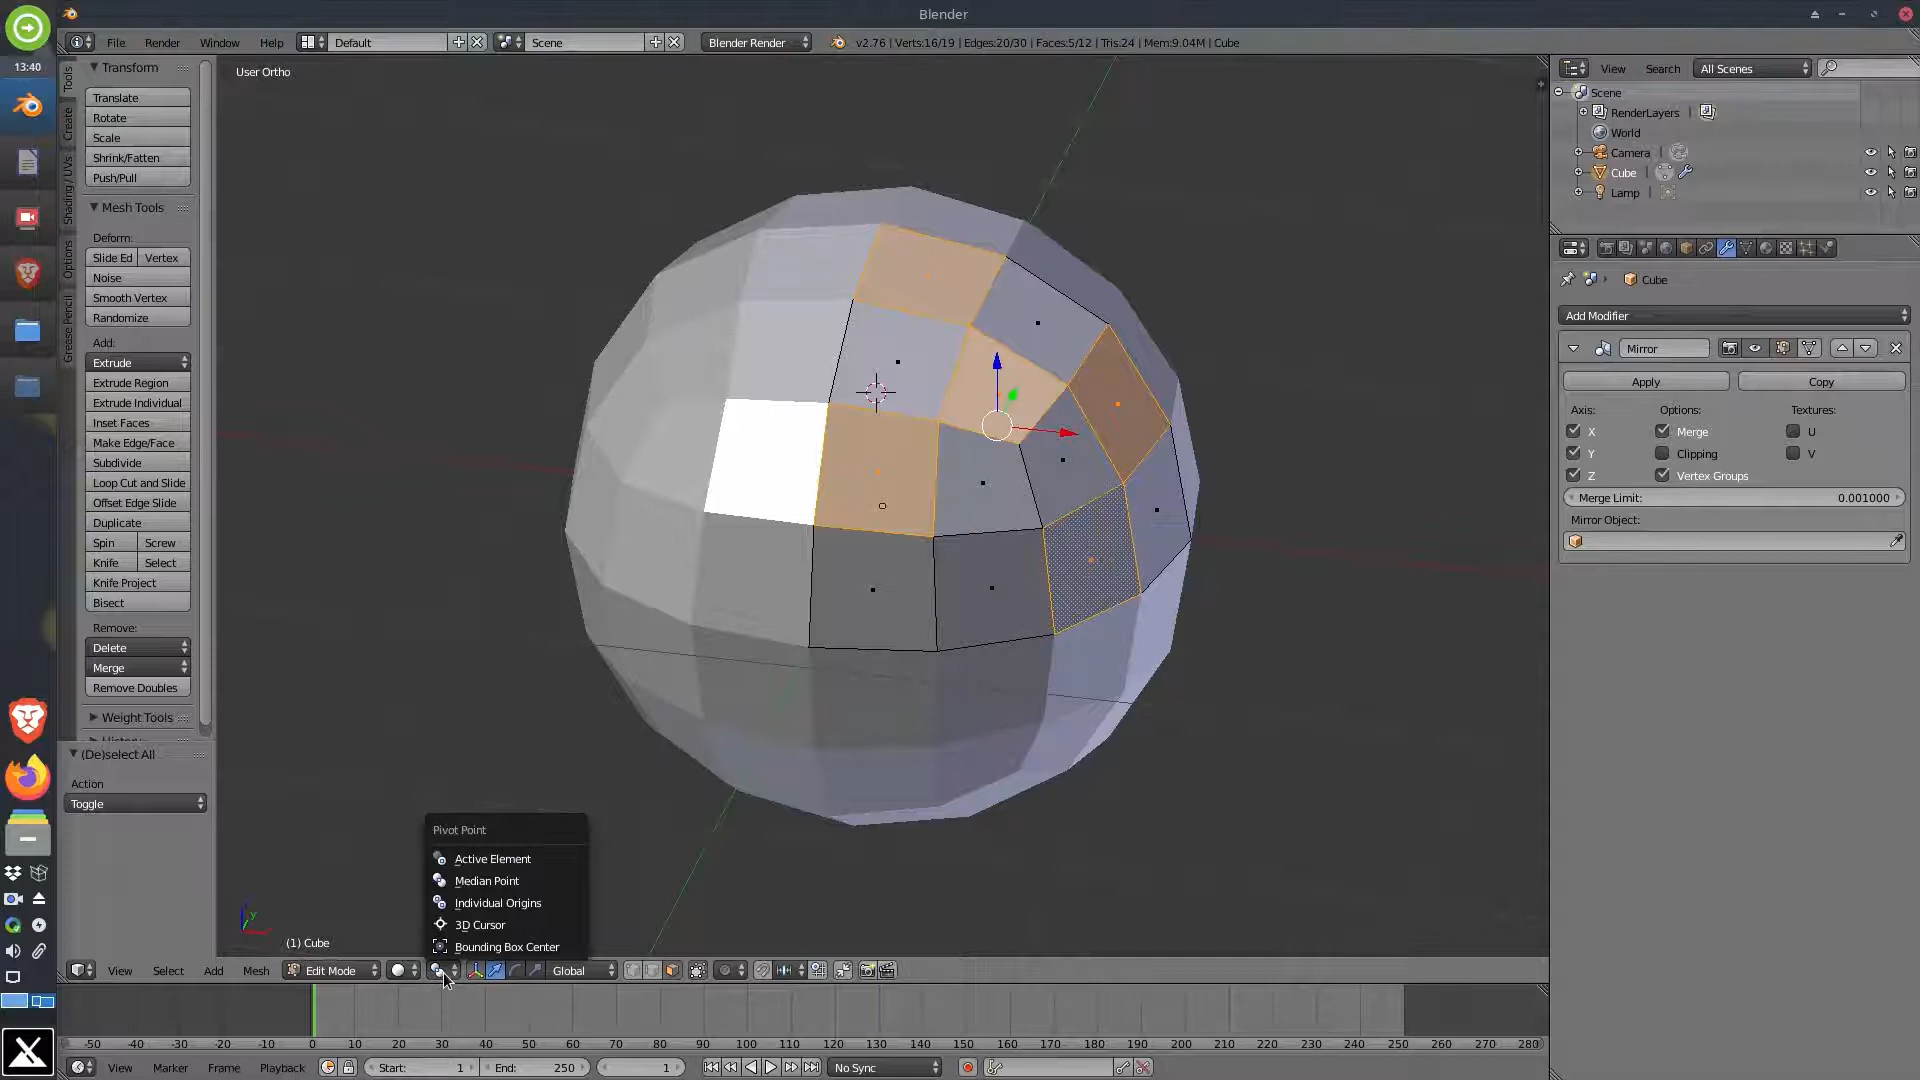 Blender
File Render Window Help Default Scene Blender Render v2.76 | Verts:16/19 | Edges:20/30 | Faces:5/12 | Tris:24 | Mem:9.04M | Cube
13:40
Tools
Create
Shading / UVs
Options
Grease Pencil
Transform
Translate
Rotate
Scale
Shrink/Fatten
Push/Pull
Mesh Tools
Deform:
Slide Ed Vertex
Noise
Smooth Vertex
Randomize
Add:
Extrude
Extrude Region
Extrude Individual
Inset Faces
Make Edge/Face
Subdivide
Loop Cut and Slide
Offset Edge Slide
Duplicate
Spin Screw
Knife Select
Knife Project
Bisect
Remove:
Delete
Merge
Remove Doubles
Weight Tools
(De)select All
Action
Toggle
User Ortho
y
(1) Cube
Pivot Point
Active Element
Median Point
Individual Origins
3D Cursor
Bounding Box Center
View Select Add Mesh Edit Mode Global
-50 -40 -30 -20 -10 0 10 20 30 40 50 60 70 80 90 100 110 120 130 140 150 160 170 180 190 200 210 220 230 240 250 260 270 280
View Marker Frame Playback Start: 1 End: 250 1 No Sync
View Search All Scenes
Scene
RenderLayers
World
Camera
Cube
Lamp
Cube
Add Modifier
Mirror
Apply Copy
Axis: Options: Textures:
X Merge U
Y Clipping V
Z Vertex Groups
Merge Limit: 0.001000
Mirror Object: